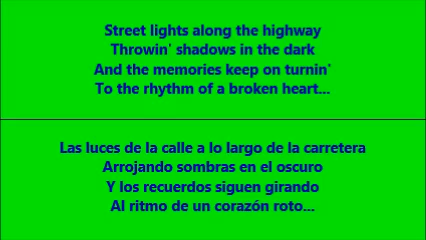 Street lights along the highway
Throwin' shadows in the dark
And the memories keep on turnin'
To the rhythm of a broken heart...
Las luces de la calle a lo largo de la carretera
Arrojando sombras en el oscuro
Y los recuerdos siguen girando
Al ritmo de un corazón roto...